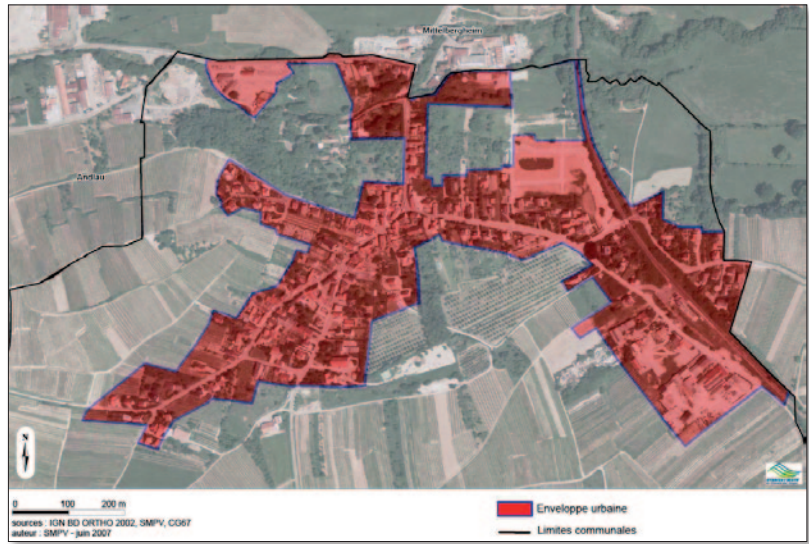 Mittelbergheim
Andlau
N
0 100 200 m
sources : IGN BD ORTHO 2002, SMPV, CG67
auteur : SMPV - juin 2007
Enveloppe urbaine
Limites communales